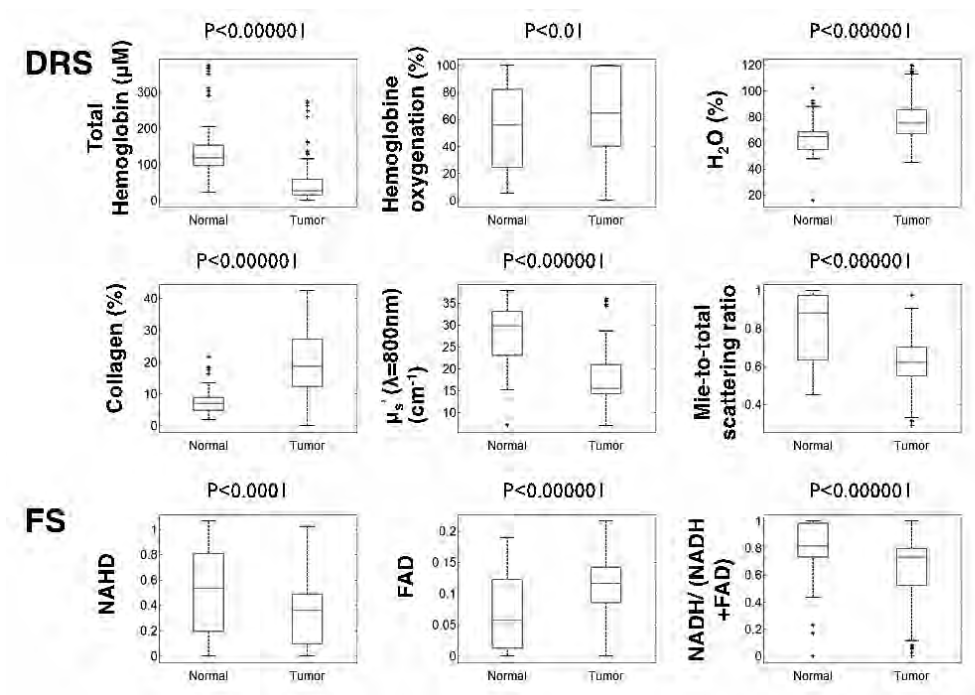 P<0.000001
P<0.01
P<0.000001
DRS
Total
Hemoglobin (μM)
300
200
100
0
Normal Tumor
Hemoglobine
oxygenation (%)
100
80
60
40
20
0
Normal Tumor
H2O (%)
120
100
80
60
40
20
Normal Tumor
P<0.000001
P<0.000001
P<0.000001
Collagen (%)
40
30
20
10
0
Normal Tumor
μs' (λ=800nm)
(cm-1)
35
30
25
20
15
10
Normal Tumor
Mie-to-total
scattering ratio
1
0.8
0.6
0.4
Normal Tumor
P<0.0001
P<0.000001
P<0.000001
FS
NAHD
1
0.8
0.6
0.4
0.2
0
Normal Tumor
FAD
0.2
0.15
0.1
0.05
0
Normal Tumor
NADH/ (NADH
+FAD)
1
0.8
0.6
0.4
0.2
0
Normal Tumor